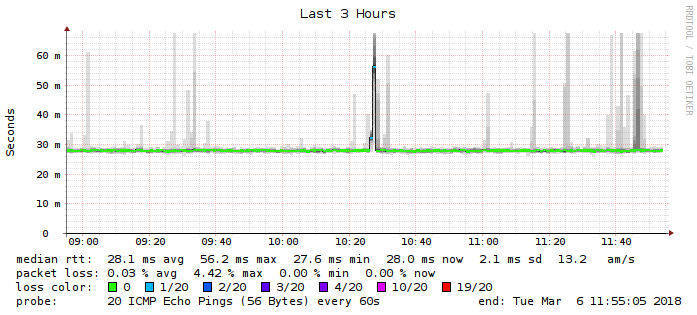 Last 3 Hours
RRDTOOL / TOBI OETIKER
Seconds
60 m
50 m
40 m
30 m
20 m
10 m
0
09:00 09:20 09:40 10:00 10:20 10:40 11:00 11:20 11:40
median rtt: 28.1 ms avg 56.2 ms max 27.6 ms min 28.0 ms now 2.1 ms sd 13.2 am/s
packet loss: 0.03 % avg 4.42 % max 0.00 % min 0.00 % now
loss color: 0 1/20 2/20 3/20 4/20 10/20 19/20
probe: 20 ICMP Echo Pings (56 Bytes) every 60s end: Tue Mar 6 11:55:05 2018